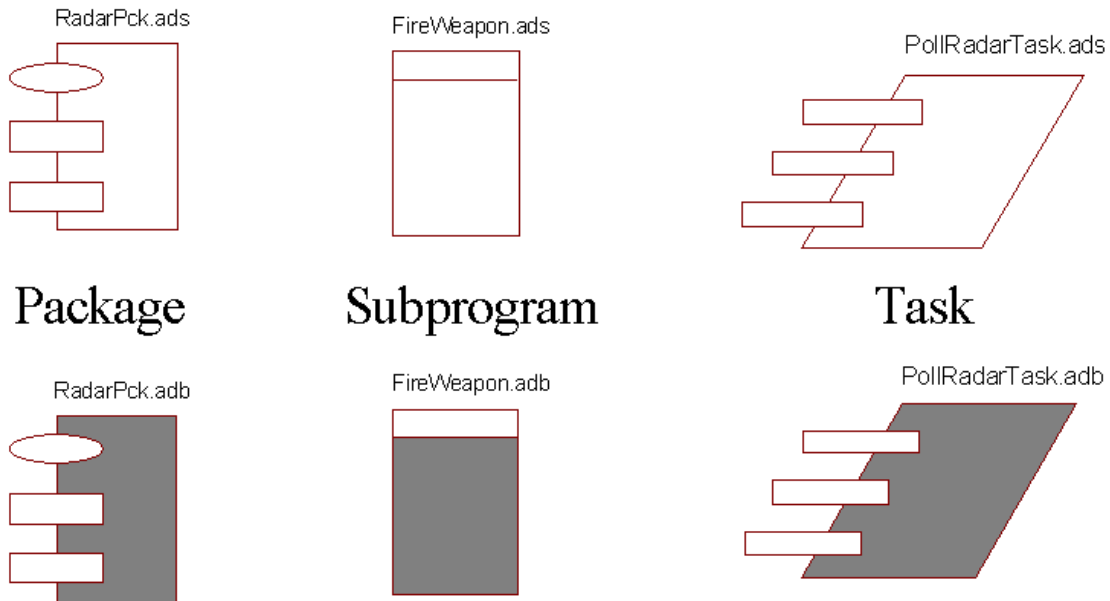 RadarPck.ads
FireWeapon.ads
PollRadarTask.ads
Package
Subprogram
Task
RadarPck.adb
FireWeapon.adb
PollRadarTask.adb